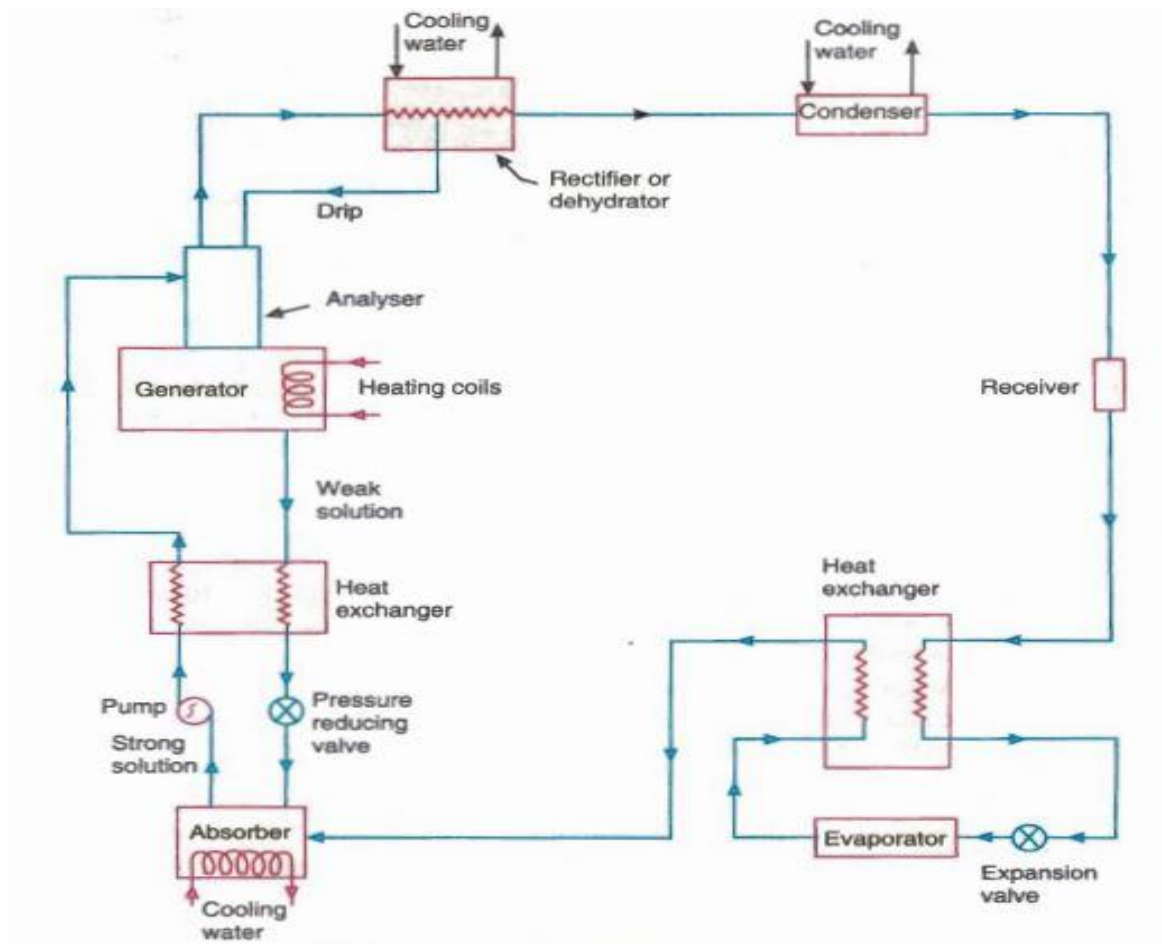 Cooling
water
Cooling
water
Condenser
Rectifier or
dehydrator
Drip
Analyser
Generator
Heating coils
Receiver
Weak
solution
Heat
exchanger
Heat
exchanger
Pump
Pressure
reducing
valve
Strong
solution
Absorber
Evaporator
Expansion
valve
Cooling
water